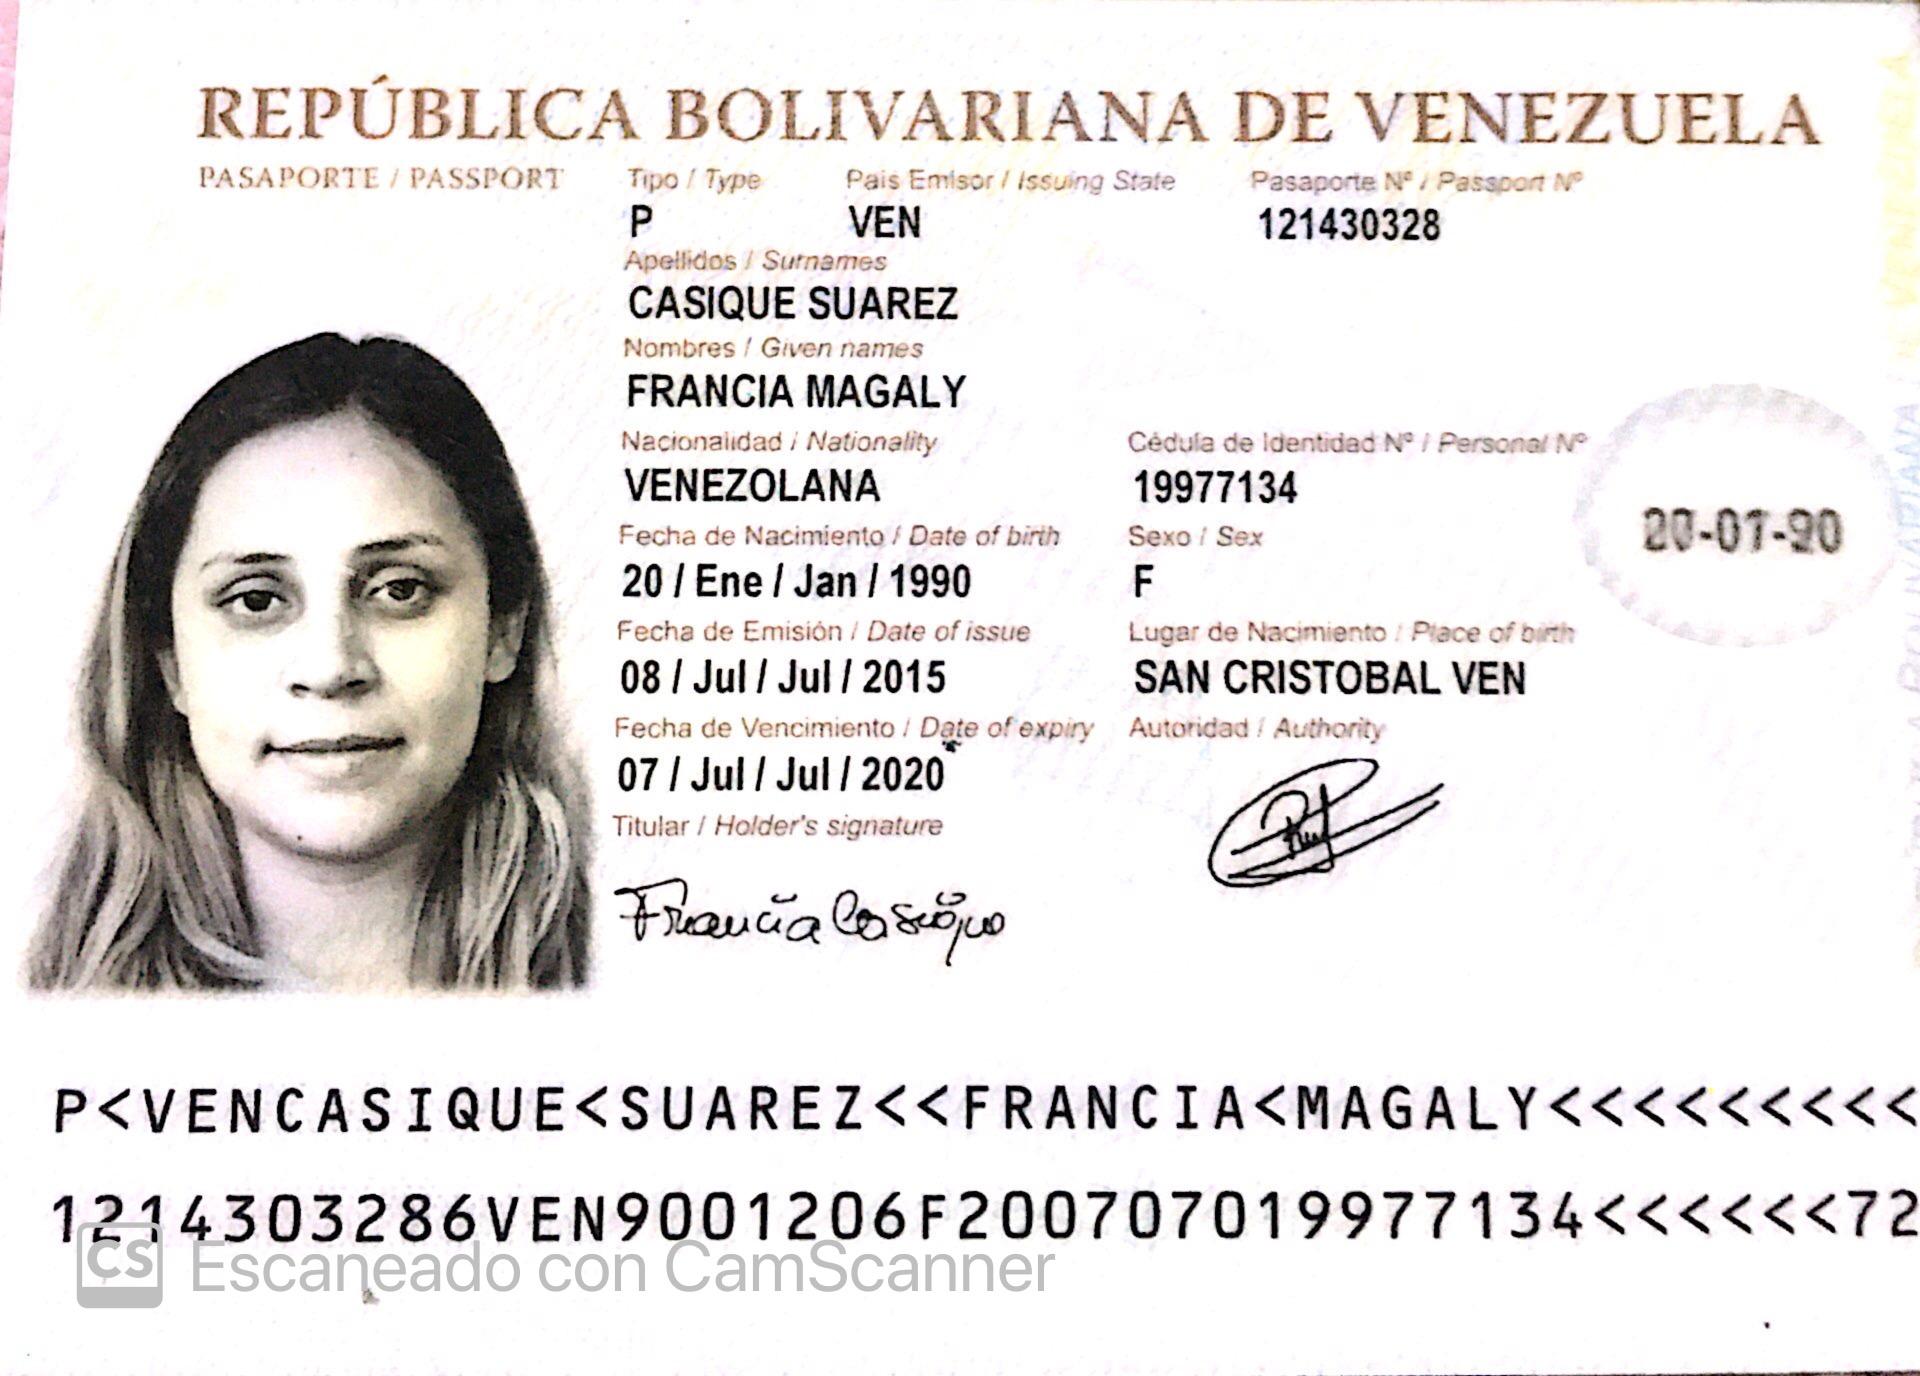 REPÚBLICA BOLIVARIANA DE VENEZUELA
PASAPORTE / PASSPORT Tipo / Type País Emisor / Issuing State Pasaporte Nº / Passport Nº
P VEN 121430328
Apellidos / Surnames
CASIQUE SUAREZ
Nombres / Given names
FRANCIA MAGALY
Nacionalidad / Nationality Cédula de Identidad Nº / Personal Nº
VENEZOLANA 19977134
Fecha de Nacimiento / Date of birth Sexo / Sex
20 / Ene / Jan / 1990 F
20-01-90
Fecha de Emisión / Date of issue Lugar de Nacimiento / Place of birth
08 / Jul / Jul / 2015 SAN CRISTOBAL VEN
Fecha de Vencimiento / Date of expiry Autoridad / Authority
07 / Jul / Jul / 2020
Titular / Holder's signature
Francia Casique
P<VENCASIQUE<SUAREZ<<FRANCIA<MAGALY<<<<<<<<<
1214303286VEN9001206F200707019977134<<<<<<72
CS Escaneado con CamScanner